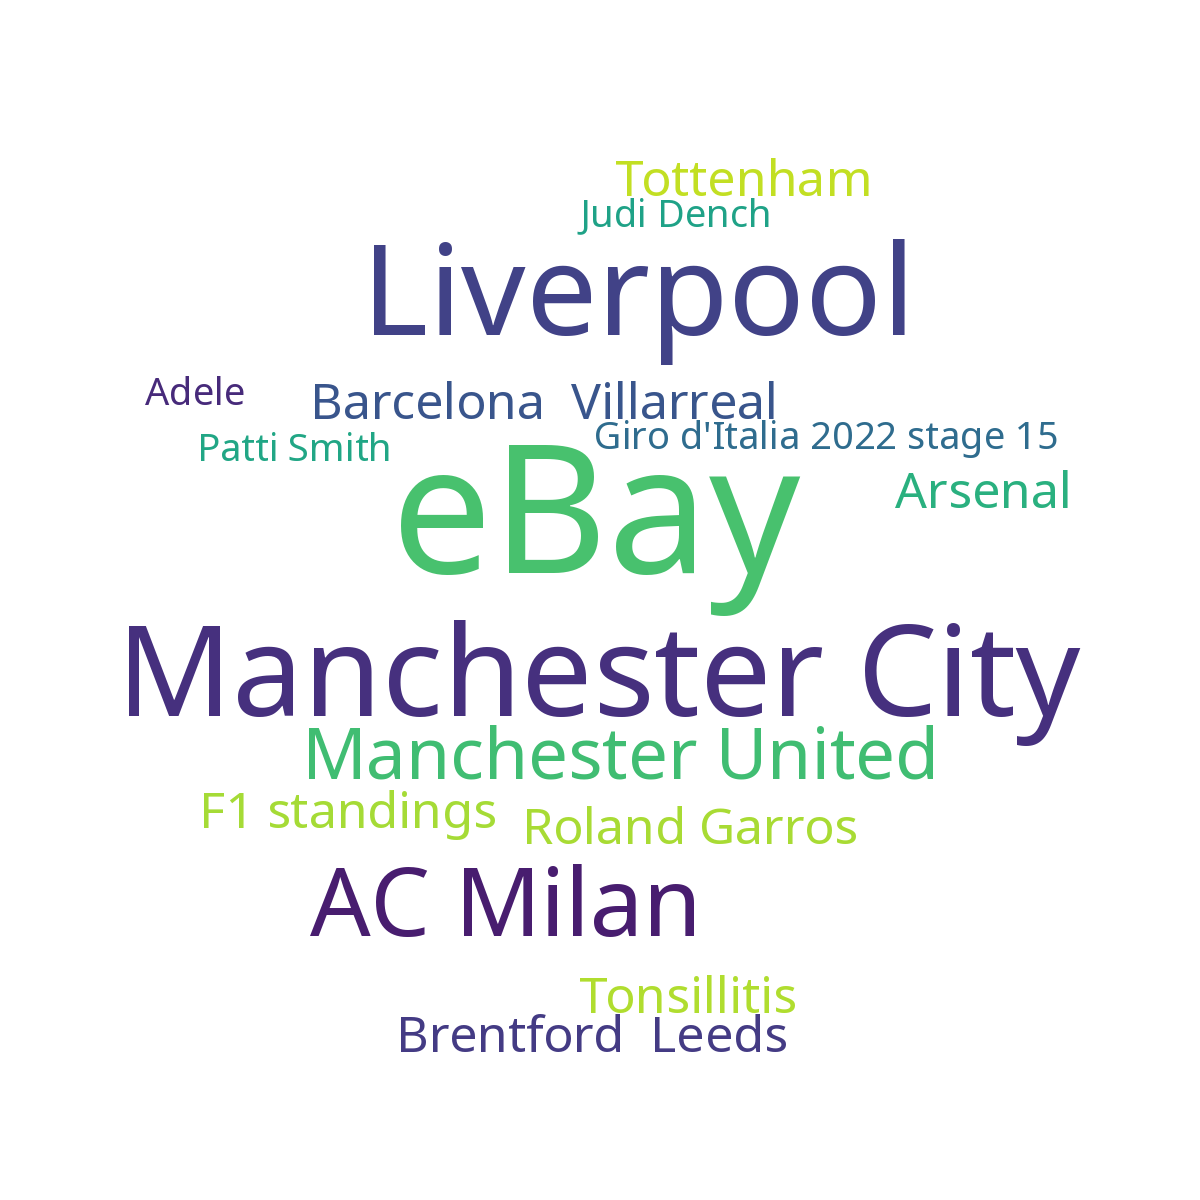 Tottenham
Judi Dench
Liverpool
Adele
Barcelona  Villarreal
Giro d'Italia 2022 stage 15
Patti Smith
eBay
Arsenal
Manchester City
Manchester United
F1 standings
Roland Garros
AC Milan
Tonsillitis
Brentford  Leeds